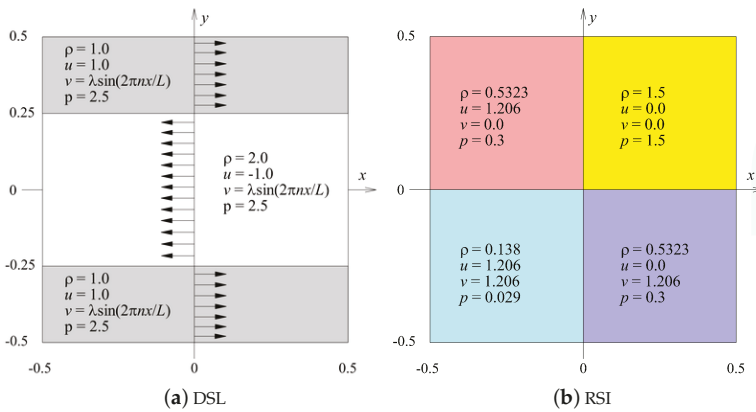 y
0.5
ρ = 1.0
u = 1.0
v = λsin(2πnx/L)
p = 2.5
0.25
ρ = 2.0
u = -1.0
v = λsin(2πnx/L)
p = 2.5
x
0
-0.25
ρ = 1.0
u = 1.0
v = λsin(2πnx/L)
p = 2.5
-0.5
-0.5
0
0.5
(a) DSL
y
0.5
ρ = 0.5323
u = 1.206
v = 0.0
p = 0.3
ρ = 1.5
u = 0.0
v = 0.0
p = 1.5
x
0
ρ = 0.138
u = 1.206
v = 1.206
p = 0.029
ρ = 0.5323
u = 0.0
v = 1.206
p = 0.3
-0.5
-0.5
0
0.5
(b) RSI